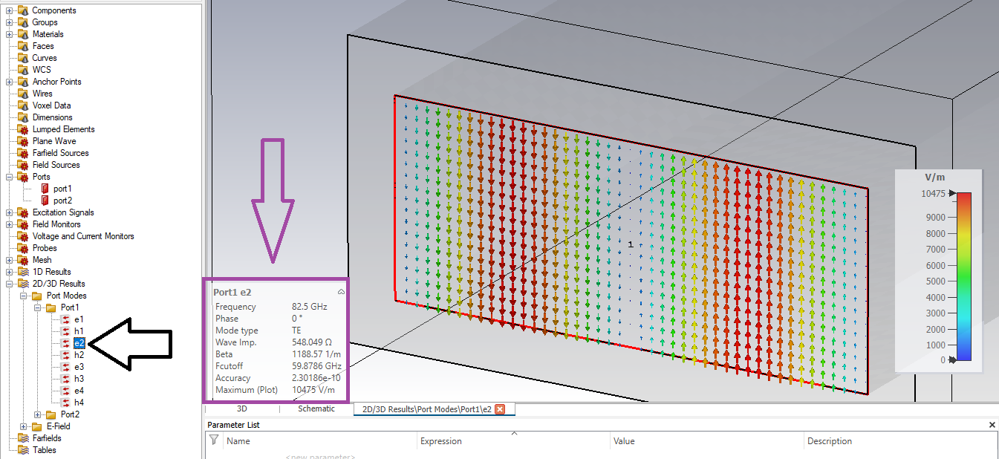 Components
Groups
Materials
Faces
Curves
WCS
Anchor Points
Wires
Voxel Data
Dimensions
Lumped Elements
Plane Wave
Farfield Sources
Field Sources
Ports
port1
port2
Excitation Signals
Field Monitors
Voltage and Current Monitors
Probes
Mesh
1D Results
2D/3D Results
Port Modes
Port1
e1
h1
e2
h2
e3
h3
e4
h4
Port2
E-Field
Farfields
Tables
1
V/m
10475
9000
8000
7000
6000
5000
4000
3000
2000
1000
0
Port1 e2
Frequency 82.5 GHz
Phase 0 °
Mode type TE
Wave Imp. 548.049 Ω
Beta 1188.57 1/m
Fcutoff 59.8786 GHz
Accuracy 2.30186e-10
Maximum (Plot) 10475 V/m
3D Schematic 2D/3D Results\Port Modes\Port1\e2
Parameter List
Name Expression Value Description
<new parameter>